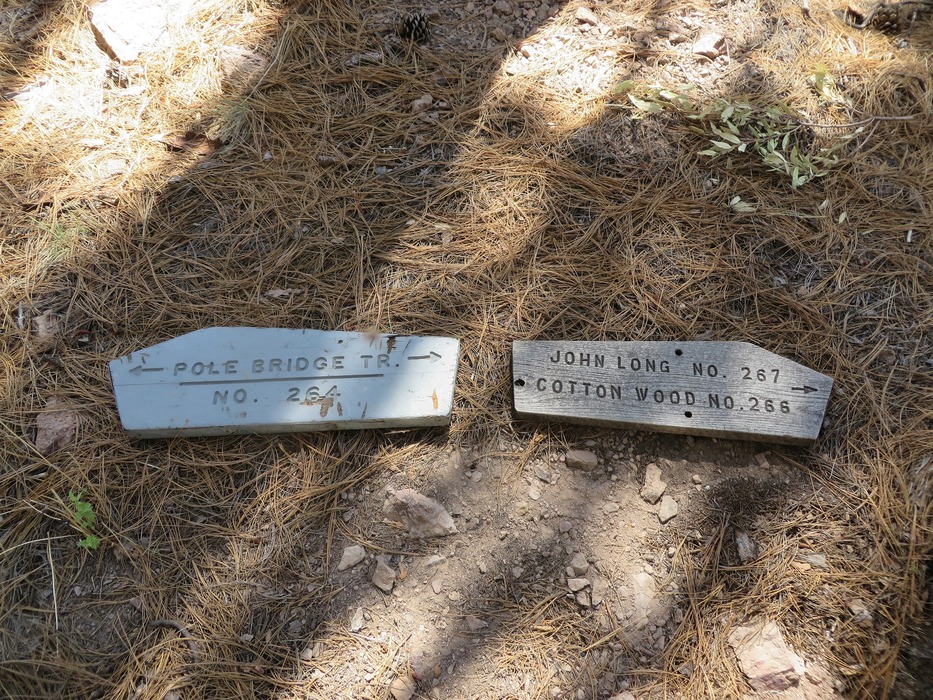 ← POLE BRIDGE TR. →
NO. 264
JOHN LONG NO. 267
COTTON WOOD NO. 266 →